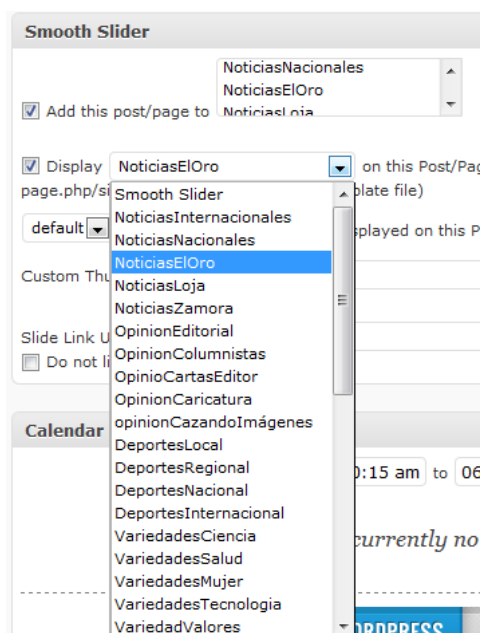 Smooth Slider
NoticiasNacionales
NoticiasElOro
Add this post/page to NoticiasLoja
Display NoticiasElOro on this Post/Pag
page.php/si plate file)
Smooth Slider
NoticiasInternacionales
default splayed on this P
NoticiasNacionales
NoticiasElOro
Custom Thu
NoticiasLoja
NoticiasZamora
OpinionEditorial
Slide Link U
OpinionColumnistas
Do not li
OpinioCartasEditor
OpinionCaricatura
opinionCazandoImágenes
Calendar
DeportesLocal
DeportesRegional
0:15 am to 06
DeportesNacional
DeportesInternacional
VariedadesCiencia
currently no
VariedadesSalud
VariedadesMujer
VariedadesTecnologia
VariedadValores
WORDPRESS